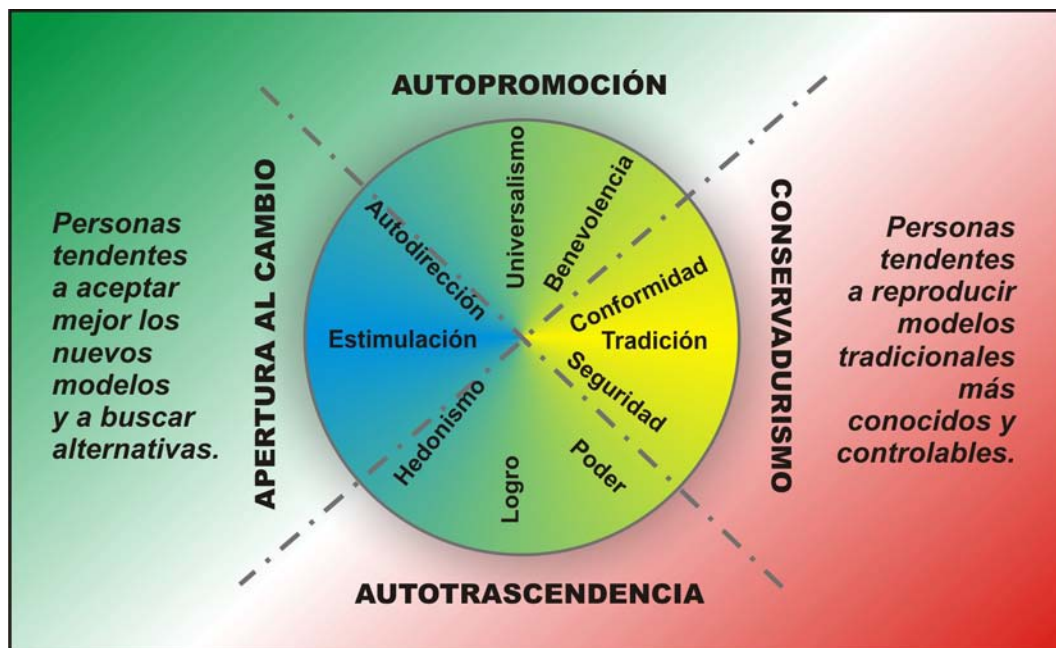 AUTOPROMOCIÓN
APERTURA AL CAMBIO
Personas
tendentes
a aceptar
mejor los
nuevos
modelos
y a buscar
alternativas.
Autodirección
Universalismo
Benevolencia
Estimulación
Conformidad
Tradición
Seguridad
Hedonismo
Logro
Poder
CONSERVADURISMO
Personas
tendentes
a reproducir
modelos
tradicionales
más
conocidos y
controlables.
AUTOTRASCENDENCIA